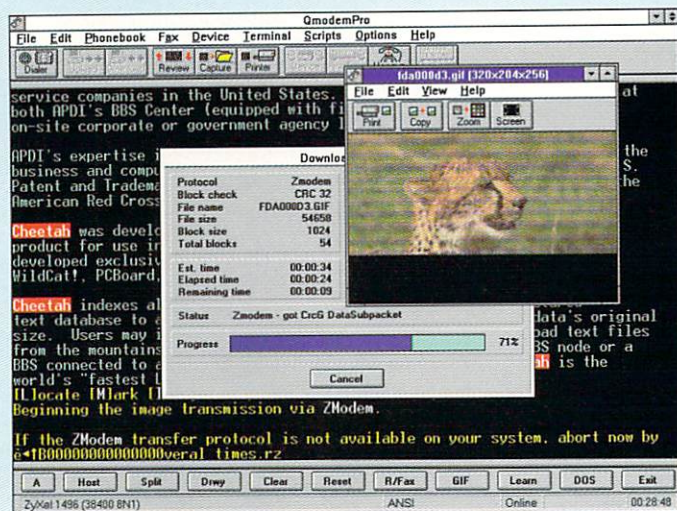 QmodemPro
File Edit Phonebook Fax Device Terminal Scripts Options Help
Dialer Review Capture Printer
fda000d3.gif (320x204x256)
File Edit View Help
Print Copy Zoom Screen
service companies in the United States. at
both APDI's BBS Center (equipped with fi
on-site corporate or government agency
APDI's expertise i the
business and compu S.
Patent and Tradema he
American Red Cross
Downloa
Protocol Zmodem
Block check CRC 32
File name FDA000D3.GIF
File size 54658
Block size 1024
Total blocks 54
Est. time 00:00:34
Elapsed time 00:00:24
Remaining time 00:00:09
Status Zmodem - got CrcG DataSubpacket
Progress 71%
Cancel
Cheetah was develo
product for use in
developed exclusiv
WildCat!, PCBoard,
Cheetah indexes al
text database to a data's original
size. Users may i oad text files
from the mountains BS node or a
BBS connected to a ah is the
world's "fastest L
[L]ocate [M]ark [
Beginning the image transmission via ZModem.
If the ZModem transfer protocol is not available on your system, abort now by
è◄↑B00000000000000veral times.rz
A Host Split Drwy Clear Reset R/Fax GIF Learn DOS Exit
ZyXel 1496 (38400 8N1) ANSI Online 00:28:48